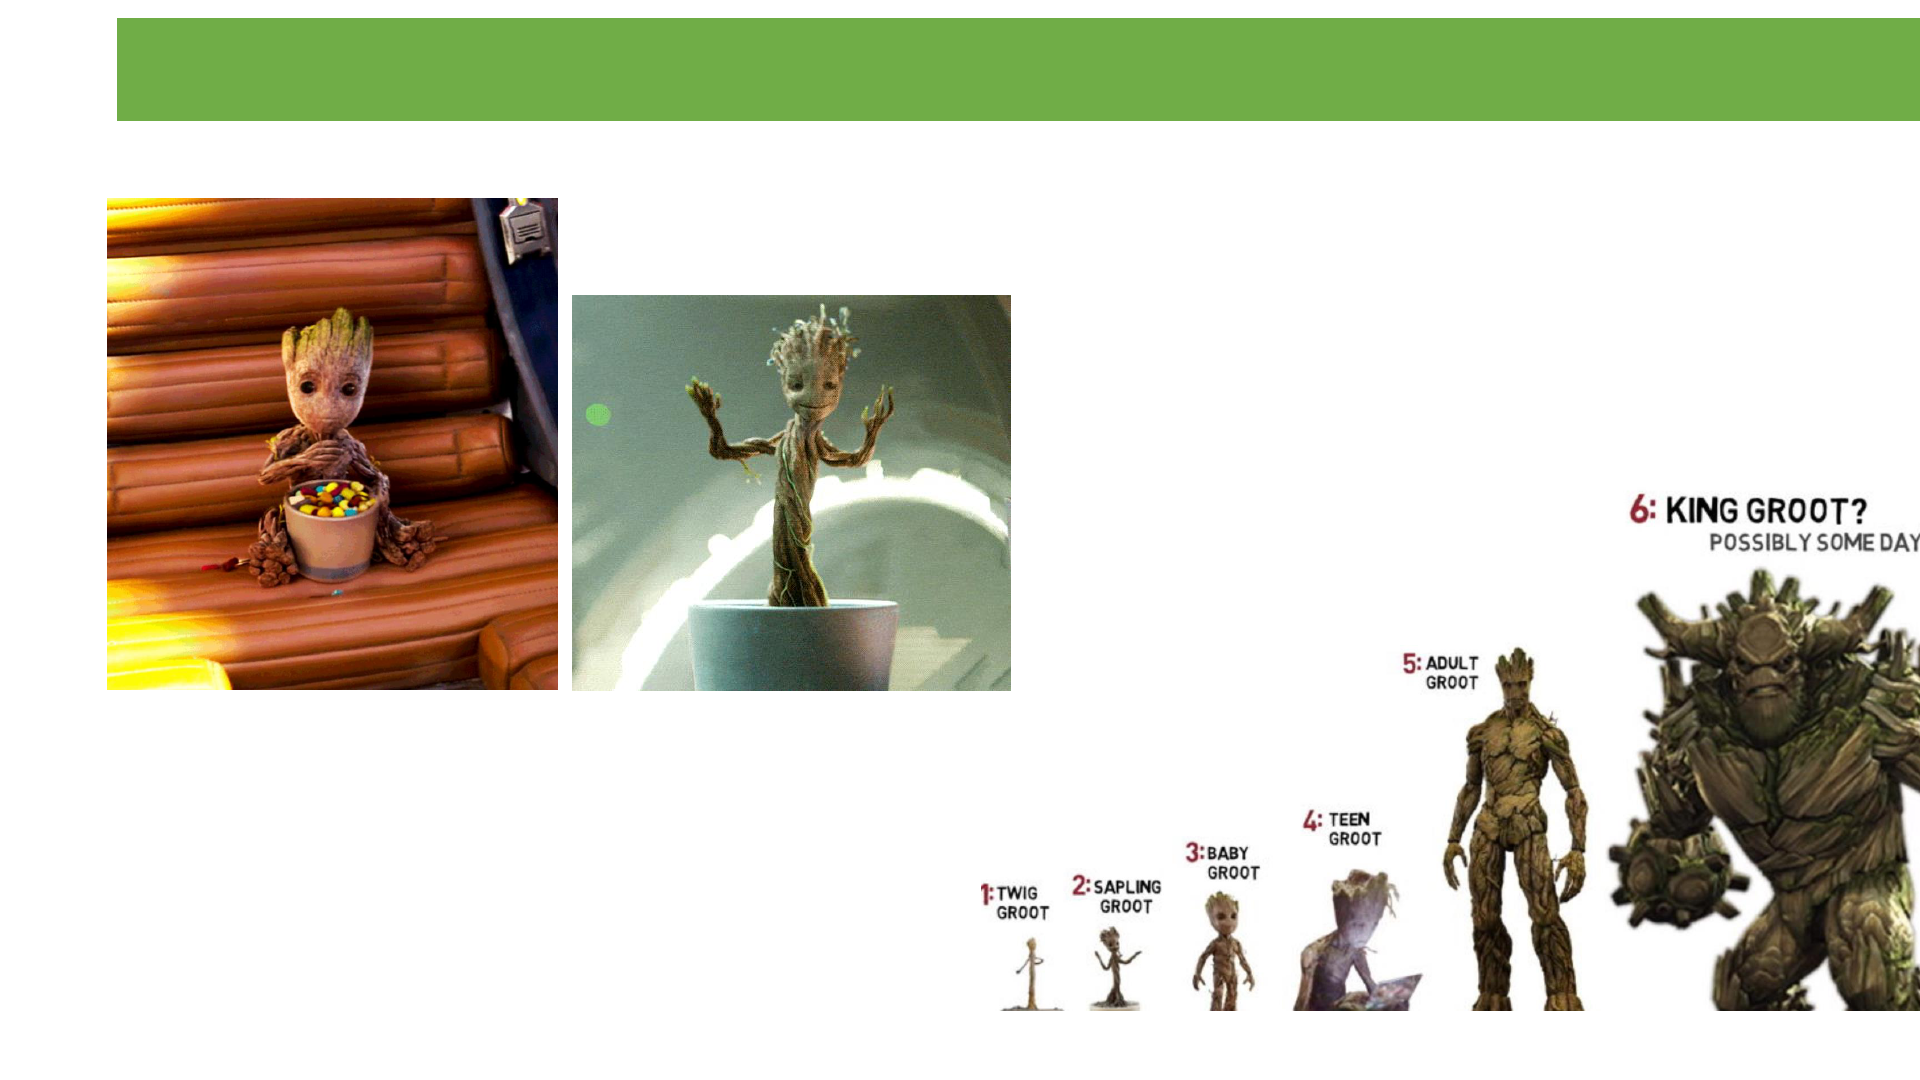 6: KING GROOT?
POSSIBLY SOME DAY
5: ADULT
GROOT
4: TEEN
GROOT
3: BABY
GROOT
2: SAPLING
GROOT
1: TWIG
GROOT